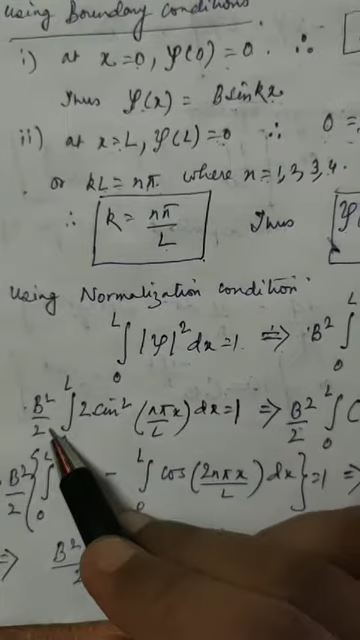 Using Boundary Conditions
i) at x=0, φ(0) = 0 . ∴
Thus φ(x) = B sin kx
ii) at x=L, φ(L)=0 ∴ 0 =
or kL = nπ where n=1,2,3,4.
∴ k = nπ/L Thus φ
Using Normalization condition
∫₀ᴸ |φ|² dx = 1. ⇒ B² ∫₀ᴸ
B²/2 ∫₀ᴸ 2 sin² (nπx/L) dx = 1 ⇒ B²/2 ∫₀ᴸ (
B²/2 { ∫₀ᴸ - ∫₀ᴸ cos (2nπx/L) dx } = 1 ⇒
⇒ B²/2